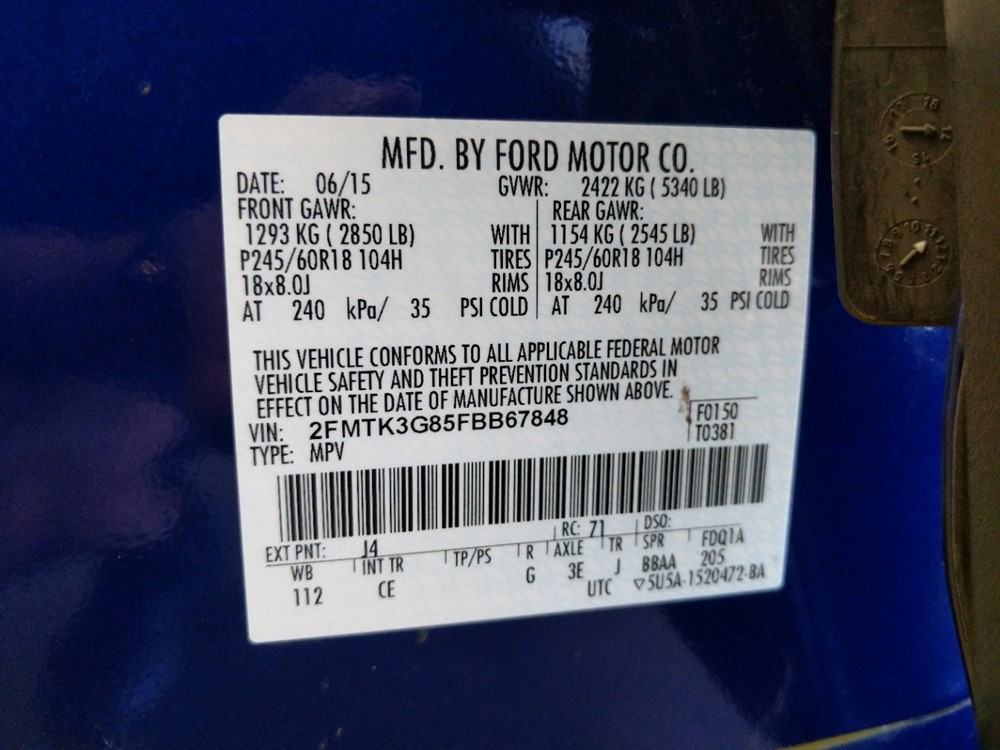 MFD. BY FORD MOTOR CO.
DATE: 06/15 GVWR: 2422 KG ( 5340 LB)
FRONT GAWR: REAR GAWR:
1293 KG ( 2850 LB) WITH 1154 KG ( 2545 LB) WITH
P245/60R18 104H TIRES P245/60R18 104H TIRES
18x8.0J RIMS 18x8.0J RIMS
AT 240 kPa/ 35 PSI COLD AT 240 kPa/ 35 PSI COLD
THIS VEHICLE CONFORMS TO ALL APPLICABLE FEDERAL MOTOR
VEHICLE SAFETY AND THEFT PREVENTION STANDARDS IN
EFFECT ON THE DATE OF MANUFACTURE SHOWN ABOVE.
VIN: 2FMTK3G85FBB67848 F0150
TYPE: MPV T0381
EXT PNT: J4 RC: 71 DSO:
WB INT TR TP/PS R AXLE TR SPR FDQ1A
112 CE G 3E J BBAA 205
UTC ▽5U5A-1520472-BA